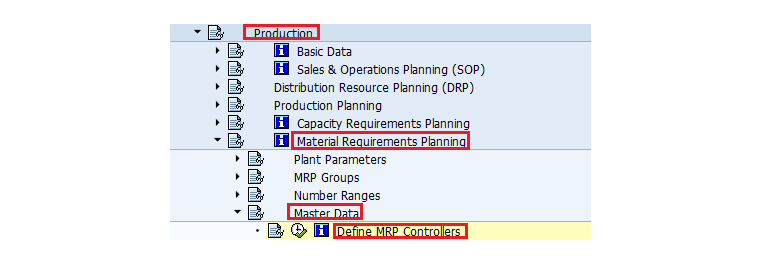 Production
Basic Data
Sales & Operations Planning (SOP)
Distribution Resource Planning (DRP)
Production Planning
Capacity Requirements Planning
Material Requirements Planning
Plant Parameters
MRP Groups
Number Ranges
Master Data
Define MRP Controllers